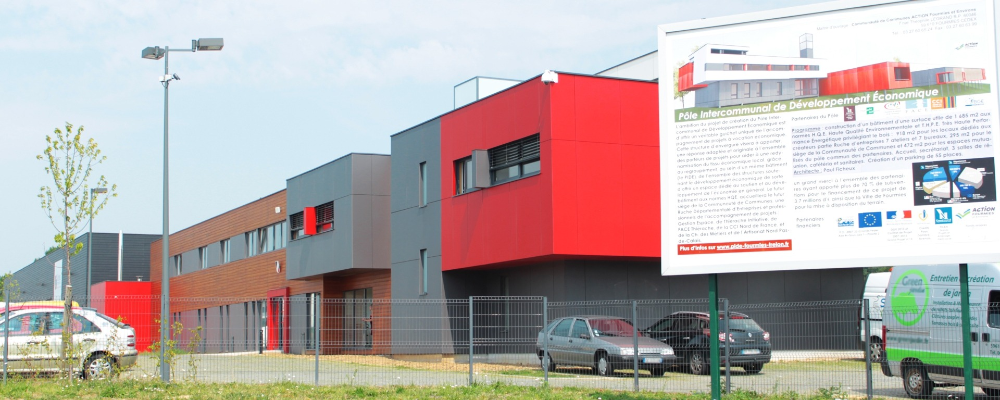 Maître d'ouvrage : Communauté de Communes ACTION Fourmies et Environs
7 rue Théophile LEGRAND B.P. 60046
59 610 FOURMIES CEDEX
Tél. : 03 27 60 65 24 Fax : 03 27 60 63 99
ACTION
FOURMIES
Pôle Intercommunal de Développement Économique
L'ambition du projet de création du Pôle Inter-
communal de Développement Economique est
d'offrir un véritable guichet unique de l'accom-
pagnement de projets à vocation économique.
Cette structure d'envergure visera à apporter,
une réponse adaptée et originale à l'ensemble
des porteurs de projets pour aider à une redy-
namisation du tissu économique local, grâce
au regroupement, au sein d'un même bâtiment
(le PIDE), de l'ensemble des structures soute-
nant le développement économique de sorte
d'offrir un espace dédié au soutien et au déve-
loppement de l'économie en général. Le futur
bâtiment aux normes HQE, accueillera le futur
siège de la Communauté de Communes, une
Ruche Départementale d'Entreprises et profes-
sionnels de l'accompagnement de projets :
Gestion Espace, de Thiérache Initiative, de
FACE Thiérache, de la CCI Nord de France, et
de la Ch. des Métiers et de l'Artisanat Nord Pas-
de-Calais.
Plus d'infos sur www.pide-fourmies-trelon.fr
Partenaires du Pôle
FACE
CCI
BGE
Programme : construction d'un bâtiment d'une surface utile de 1 685 m2 aux
normes H.Q.E. Haute Qualité Environnementale et T.H.P.E. Très Haute Perfor-
mance Énergétique privilégiant le bois : 918 m2 pour les locaux dédiés aux
créateurs partie Ruche d'entreprises 7 ateliers et 7 bureaux, 295 m2 pour le
siège de la Communauté de Communes et 472 m2 pour les espaces mutua-
lisés du pôle commun des partenaires. Accueil, secrétariat, 3 salles de ré-
union, cafétéria et sanitaires. Création d'un parking de 55 places.
Architecte : Paul Ficheux
un grand merci à l'ensemble des partenai-
res ayant apporté plus de 70 % de subven-
tions pour le financement de ce projet de
3.7 millions d € ainsi que la Ville de Fourmies
pour la mise à disposition du terrain.
Partenaires
financiers
ACTION
FOURMIES
Green
Entretien & création
de jardin
Installation & Maintenance
de robots tondeuses
Clôtures souples
Terrasses bois &